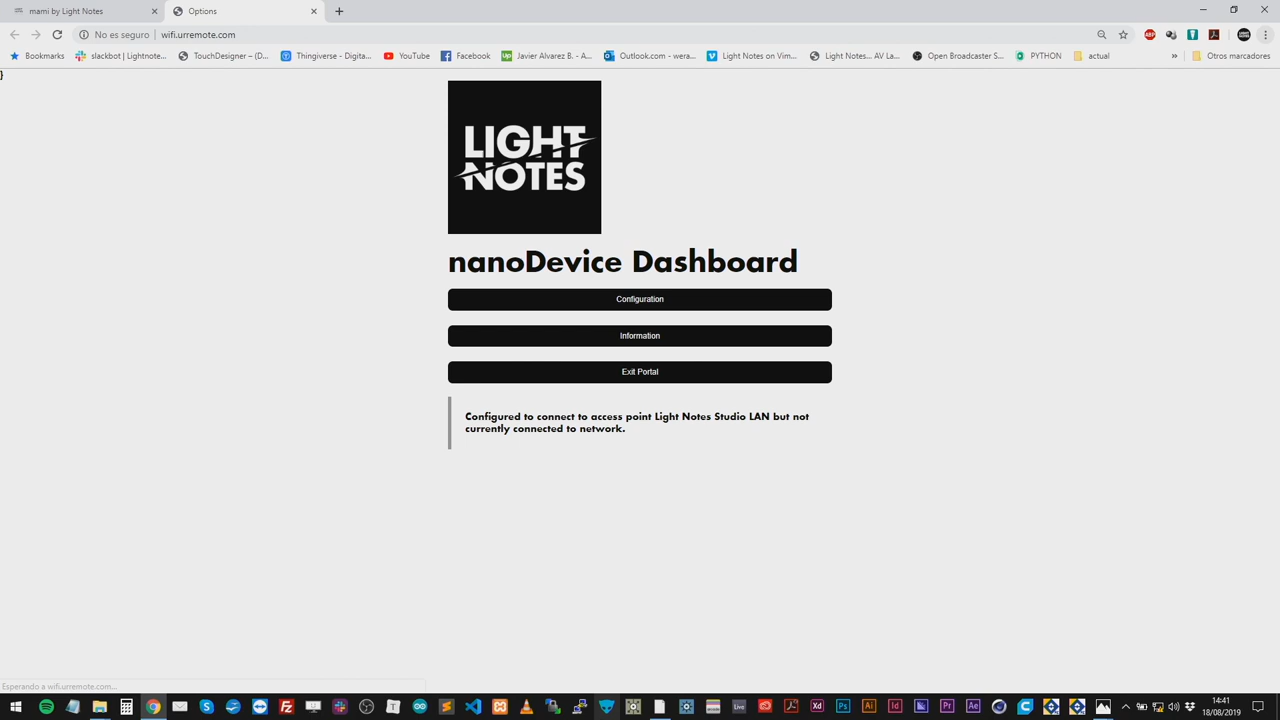 mami by Light Notes
Options
No es seguro
wifi.urremote.com
ABP
Bookmarks
slackbot | Lightnote...
TouchDesigner – (D...
Thingiverse - Digita...
YouTube
Facebook
Javier Alvarez B. - A...
Outlook.com - wera...
Light Notes on Vim...
Light Notes... AV La...
Open Broadcaster S...
PYTHON
actual
»
Otros marcadores
}
LIGHT
NOTES
nanoDevice Dashboard
Configuration
Information
Exit Portal
Configured to connect to access point Light Notes Studio LAN but not
currently connected to network.
Esperando a wifi.urremote.com...
14:41
18/08/2019